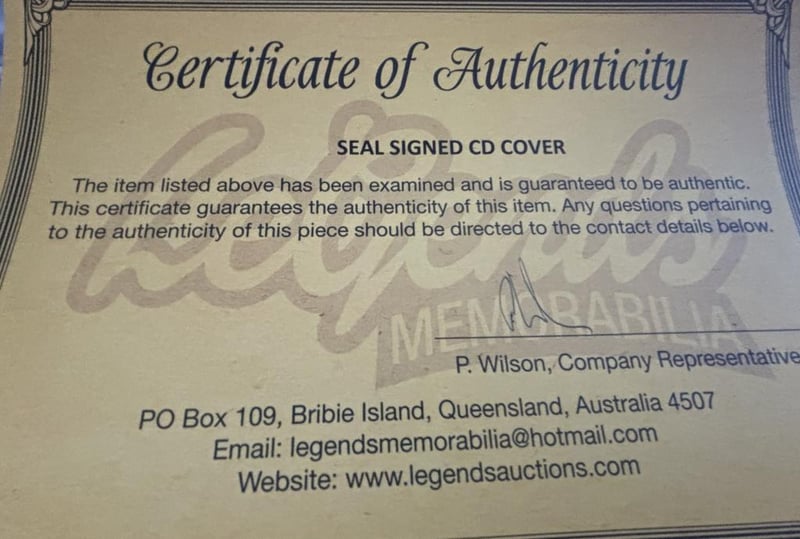 Certificate of Authenticity
SEAL SIGNED CD COVER
The item listed above has been examined and is guaranteed to be authentic.
This certificate guarantees the authenticity of this item. Any questions pertaining
to the authenticity of this piece should be directed to the contact details below.
Legends
MEMORABILIA
P. Wilson, Company Representative
PO Box 109, Bribie Island, Queensland, Australia 4507
Email: legendsmemorabilia@hotmail.com
Website: www.legendsauctions.com